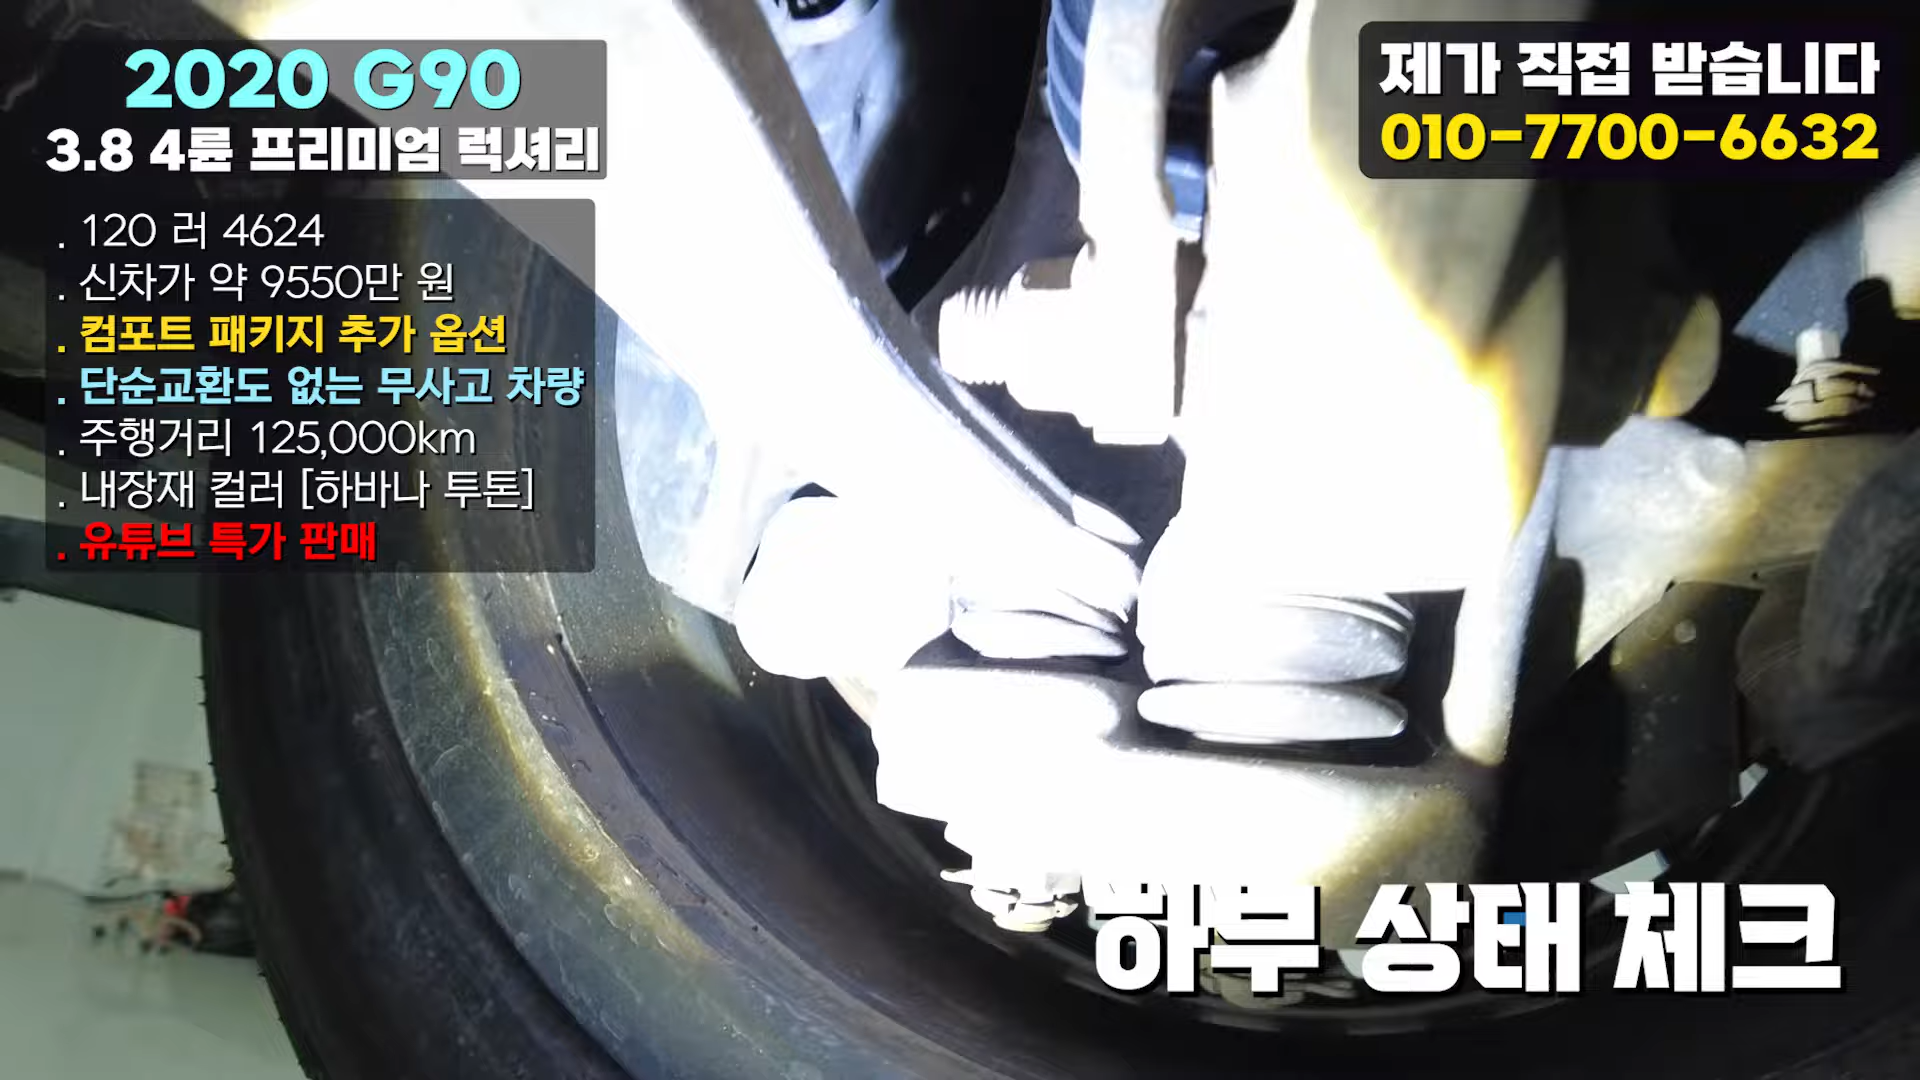 2020 G90
3.8 4륜 프리미엄 럭셔리
. 120 러 4624
. 신차가 약 9550만 원
. 컴포트 패키지 추가 옵션
. 단순교환도 없는 무사고 차량
. 주행거리 125,000km
. 내장재 컬러 [하바나 투톤]
. 유튜브 특가 판매
제가 직접 받습니다
010-7700-6632
하부 상태 체크